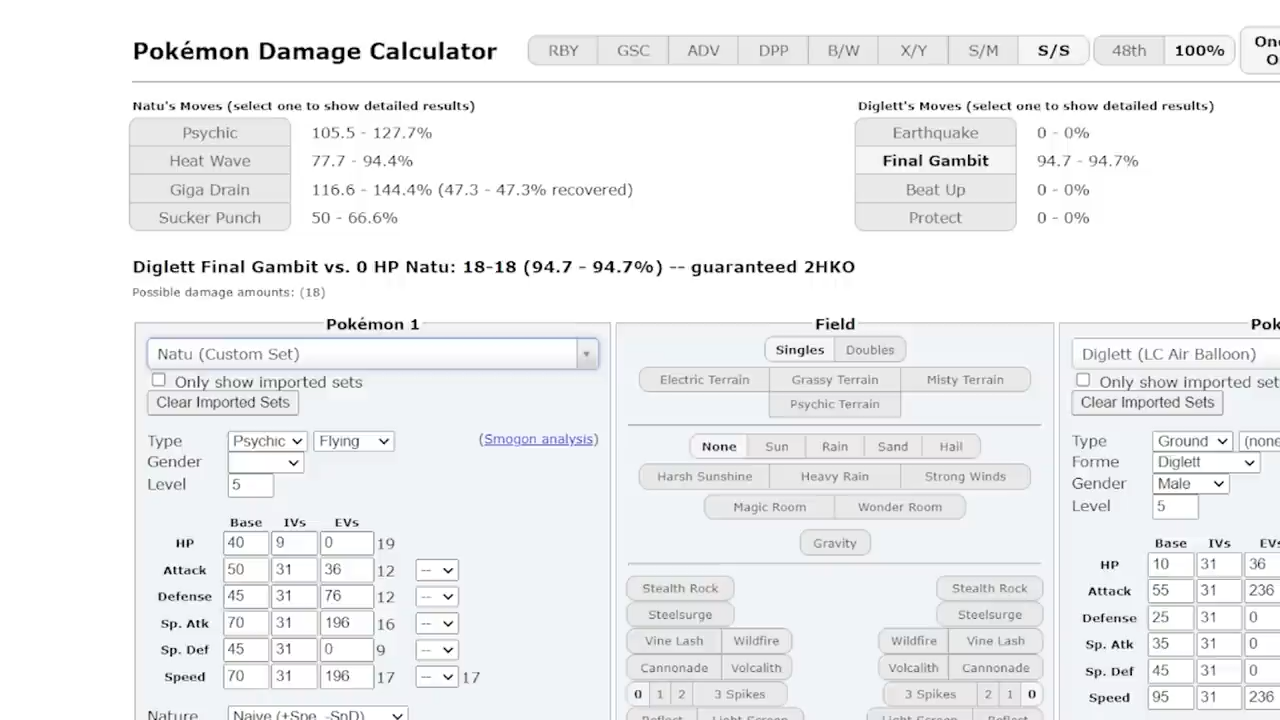 Pokémon Damage Calculator RBY GSC ADV DPP B/W X/Y S/M S/S 48th 100%
Natu's Moves (select one to show detailed results) Diglett's Moves (select one to show detailed results)
Psychic 105.5 - 127.7% Earthquake 0 - 0%
Heat Wave 77.7 - 94.4% Final Gambit 94.7 - 94.7%
Giga Drain 116.6 - 144.4% (47.3 - 47.3% recovered) Beat Up 0 - 0%
Sucker Punch 50 - 66.6% Protect 0 - 0%
Diglett Final Gambit vs. 0 HP Natu: 18-18 (94.7 - 94.7%) -- guaranteed 2HKO
Possible damage amounts: (18)
Pokémon 1
Natu (Custom Set)
Only show imported sets
Clear Imported Sets
Type Psychic Flying (Smogon analysis)
Gender
Level 5
Base IVs EVs
HP 40 9 0 19
Attack 50 31 36 12 --
Defense 45 31 76 12 --
Sp. Atk 70 31 196 16 --
Sp. Def 45 31 0 9 --
Speed 70 31 196 17 -- 17
Nature Naive (+Spe, -SpD)
Field
Singles Doubles
Electric Terrain Grassy Terrain Misty Terrain
Psychic Terrain
None Sun Rain Sand Hail
Harsh Sunshine Heavy Rain Strong Winds
Magic Room Wonder Room
Gravity
Stealth Rock Stealth Rock
Steelsurge Steelsurge
Vine Lash Wildfire Wildfire Vine Lash
Cannonade Volcalith Volcalith Cannonade
0 1 2 3 Spikes 3 Spikes 2 1 0
Reflect Light Screen Light Screen Reflect
Diglett (LC Air Balloon)
Only show imported set
Clear Imported Sets
Type Ground (none
Forme Diglett
Gender Male
Level 5
Base IVs EVs
HP 10 31 36
Attack 55 31 236
Defense 25 31 0
Sp. Atk 35 31 0
Sp. Def 45 31 0
Speed 95 31 236